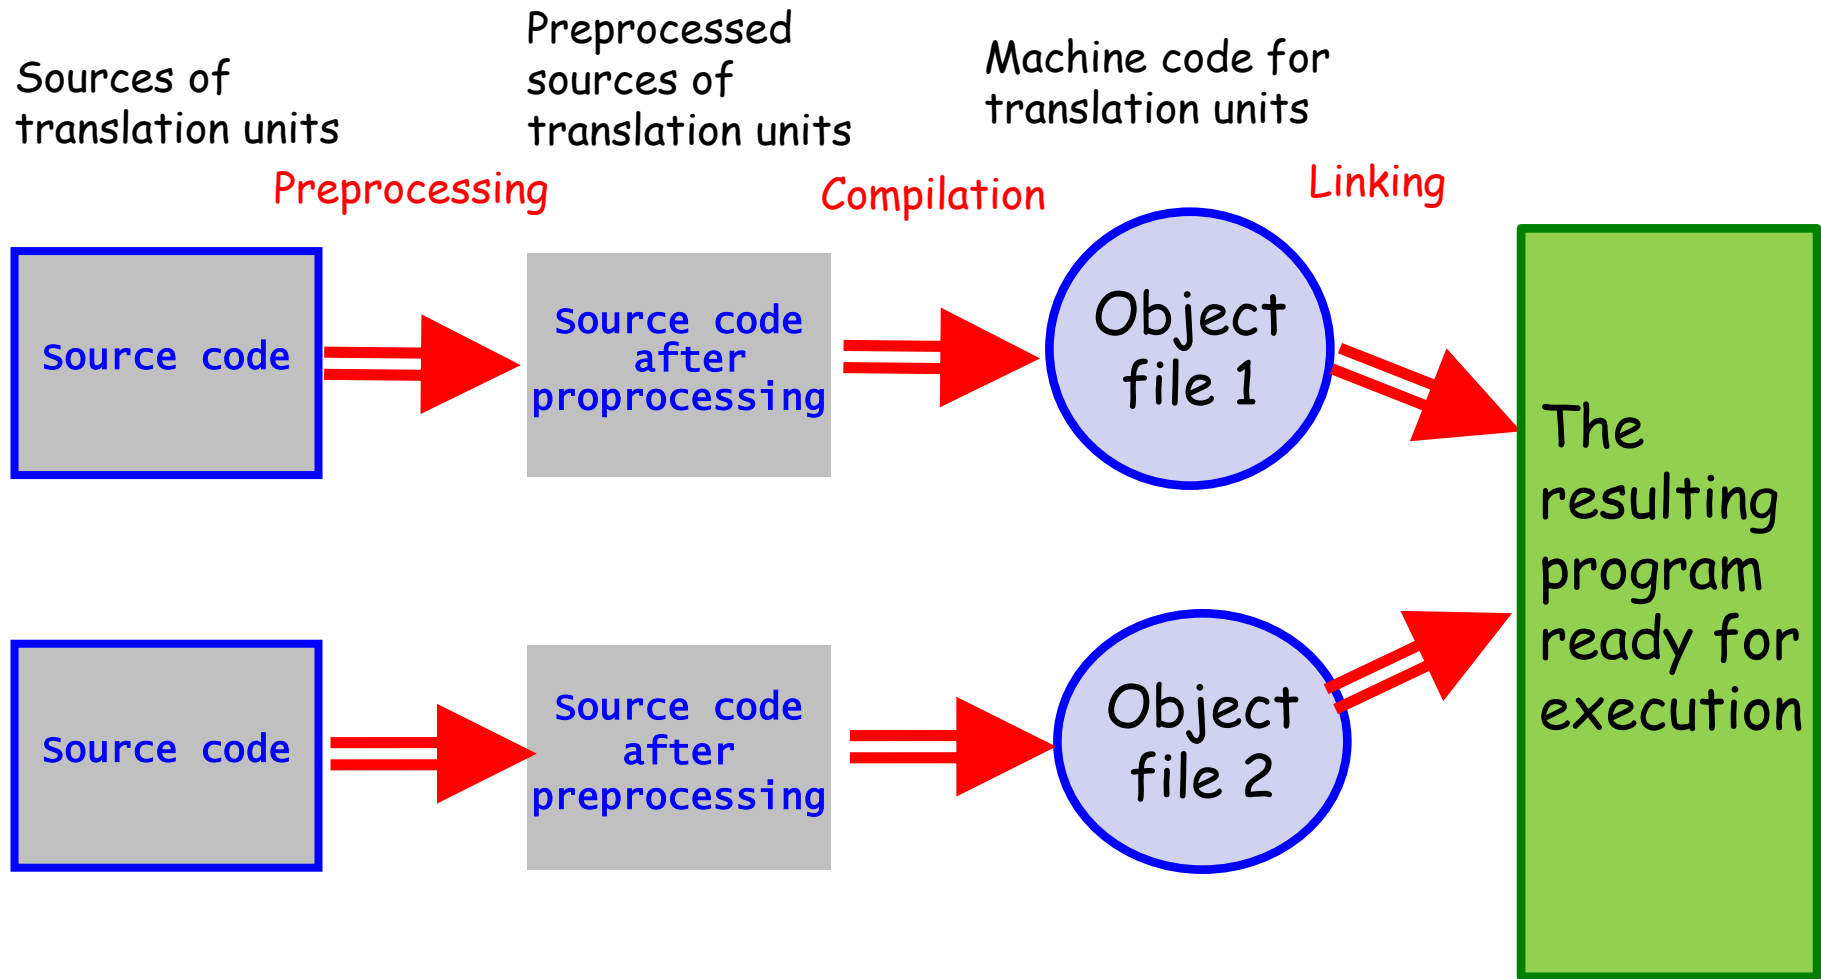 Sources of
translation units
Preprocessed
sources of
translation units
Machine code for
translation units
Preprocessing
Compilation
Linking
Source code
Source code
after
proprocessing
Object
file 1
The
resulting
program
ready for
execution
Source code
Source code
after
preprocessing
Object
file 2